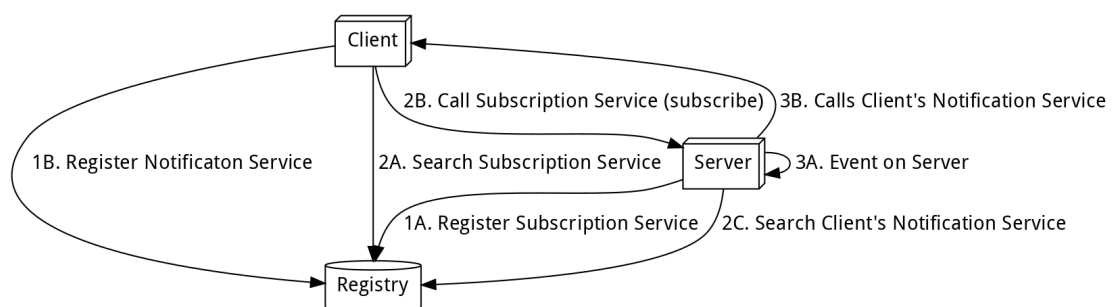 Client
2B. Call Subscription Service (subscribe)
3B. Calls Client's Notification Service
1B. Register Notificaton Service
2A. Search Subscription Service
Server
3A. Event on Server
1A. Register Subscription Service
2C. Search Client's Notification Service
Registry